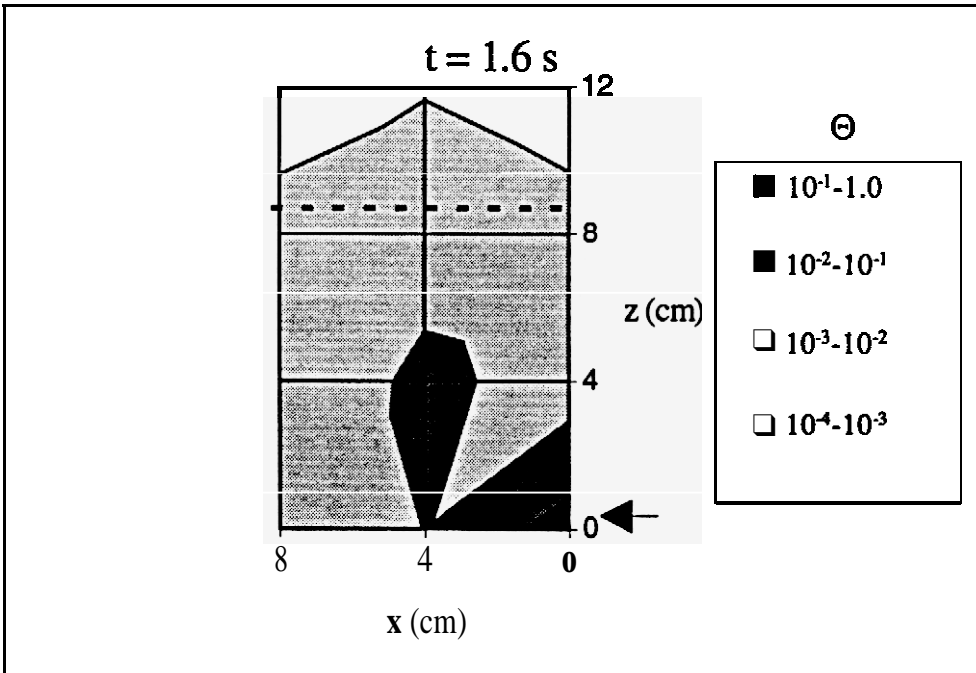 t = 1.6 s
12
8
z (cm)
4
0
8 4 0
x (cm)
Θ
10⁻¹-1.0
10⁻²-10⁻¹
10⁻³-10⁻²
10⁻⁴-10⁻³